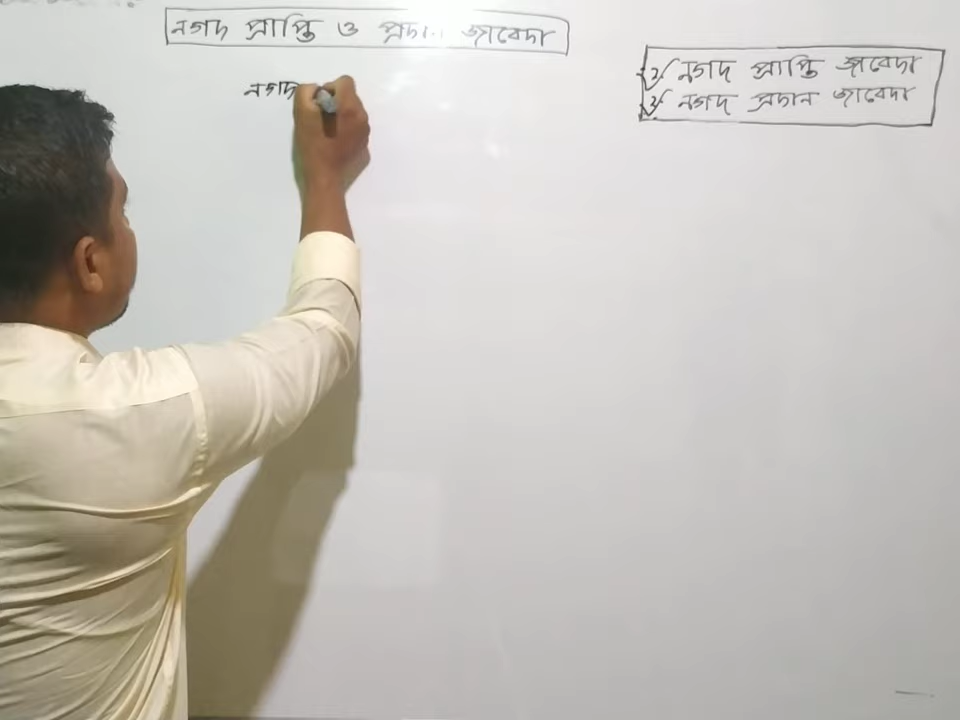 নগদ প্রাপ্তি ও প্রদান জাবেদা
১/ নগদ প্রাপ্তি জাবেদা
২/ নগদ প্রদান জাবেদা
নগদ